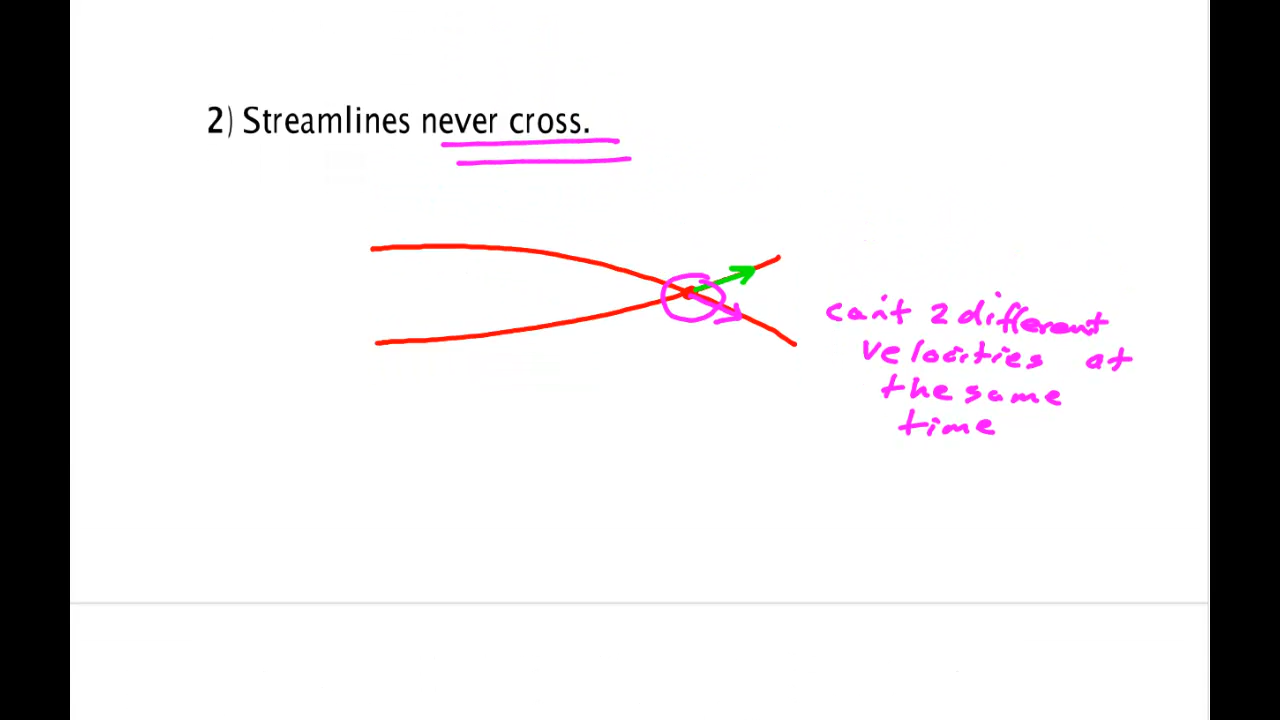 2) Streamlines never cross.
can't 2 different
velocities at
the same
time